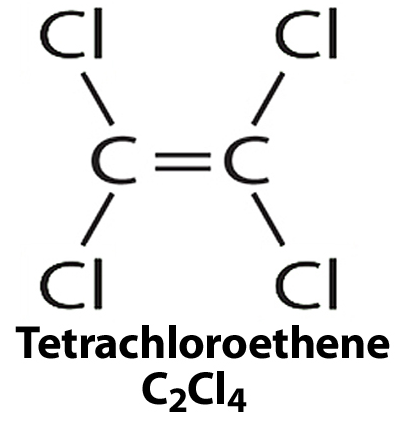 Cl Cl
C = C
Cl Cl
Tetrachloroethene
C₂Cl₄